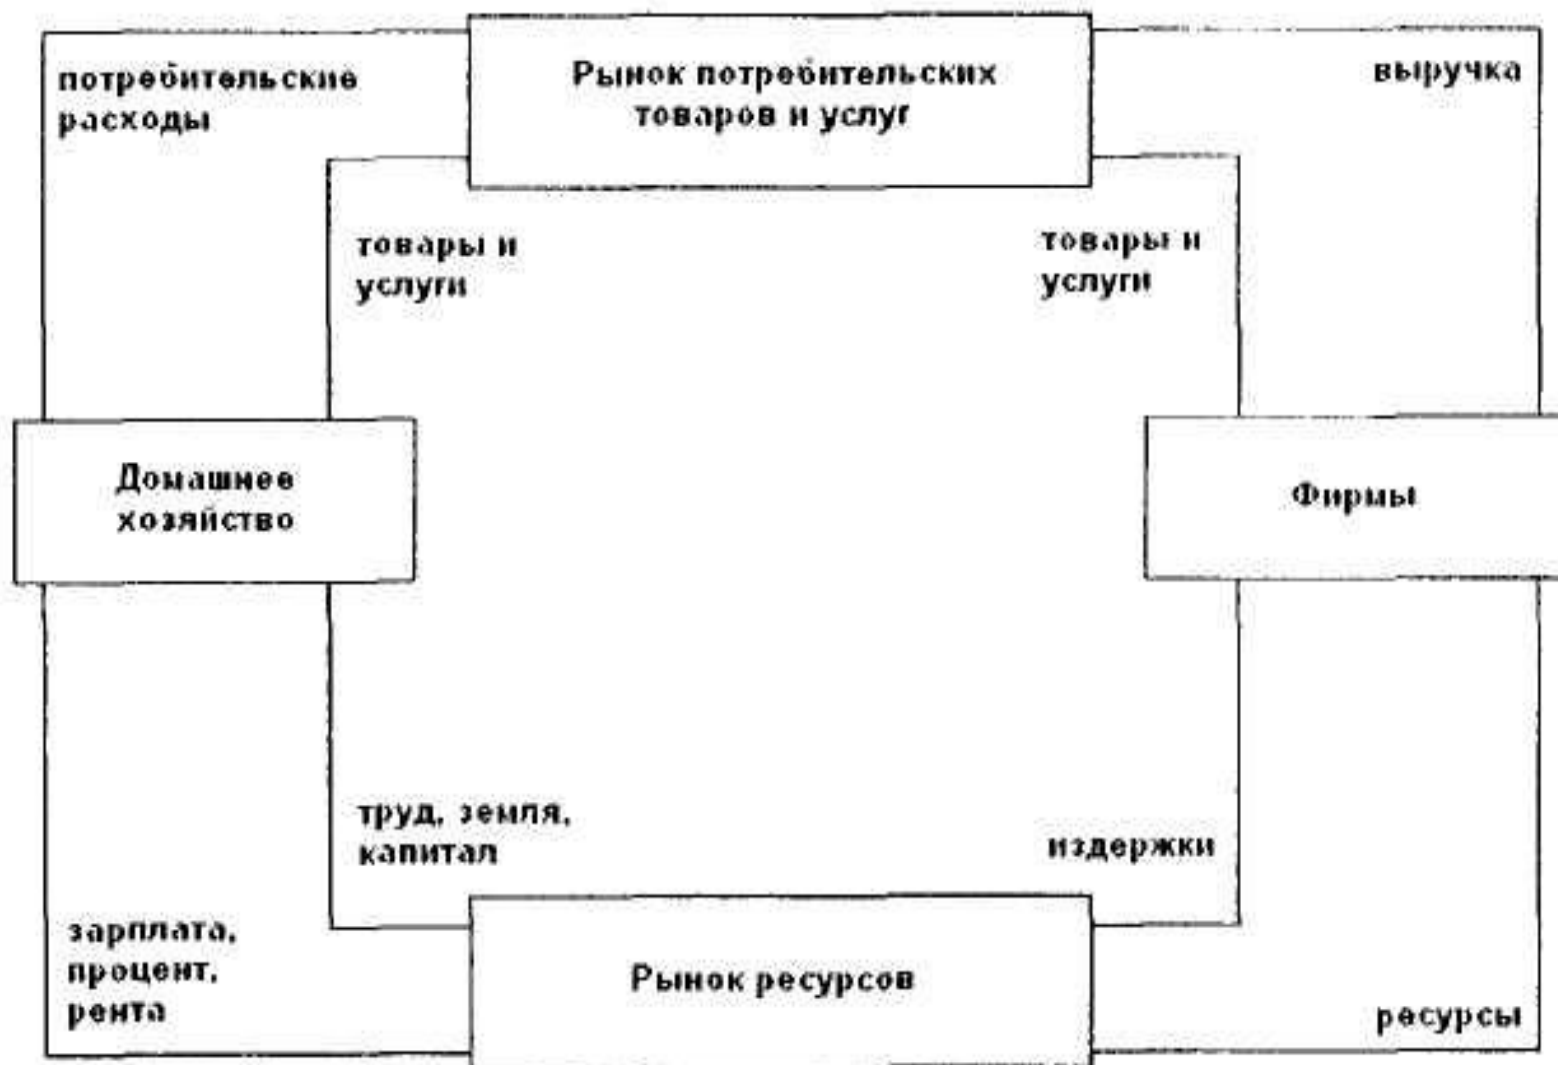 потребительские
расходы
Рынок потребительских
товаров и услуг
выручка
товары и
услуги
товары и
услуги
Домашнее
хозяйство
Фирмы
труд, земля,
капитал
издержки
зарплата,
процент,
рента
Рынок ресурсов
ресурсы